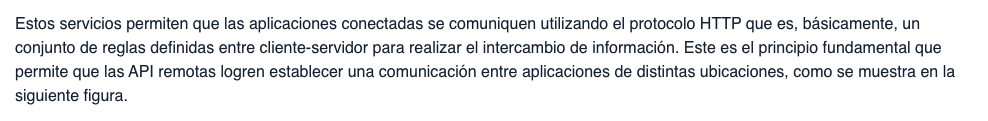 Estos servicios permiten que las aplicaciones conectadas se comuniquen utilizando el protocolo HTTP que es, básicamente, un
conjunto de reglas definidas entre cliente-servidor para realizar el intercambio de información. Este es el principio fundamental que
permite que las API remotas logren establecer una comunicación entre aplicaciones de distintas ubicaciones, como se muestra en la
siguiente figura.